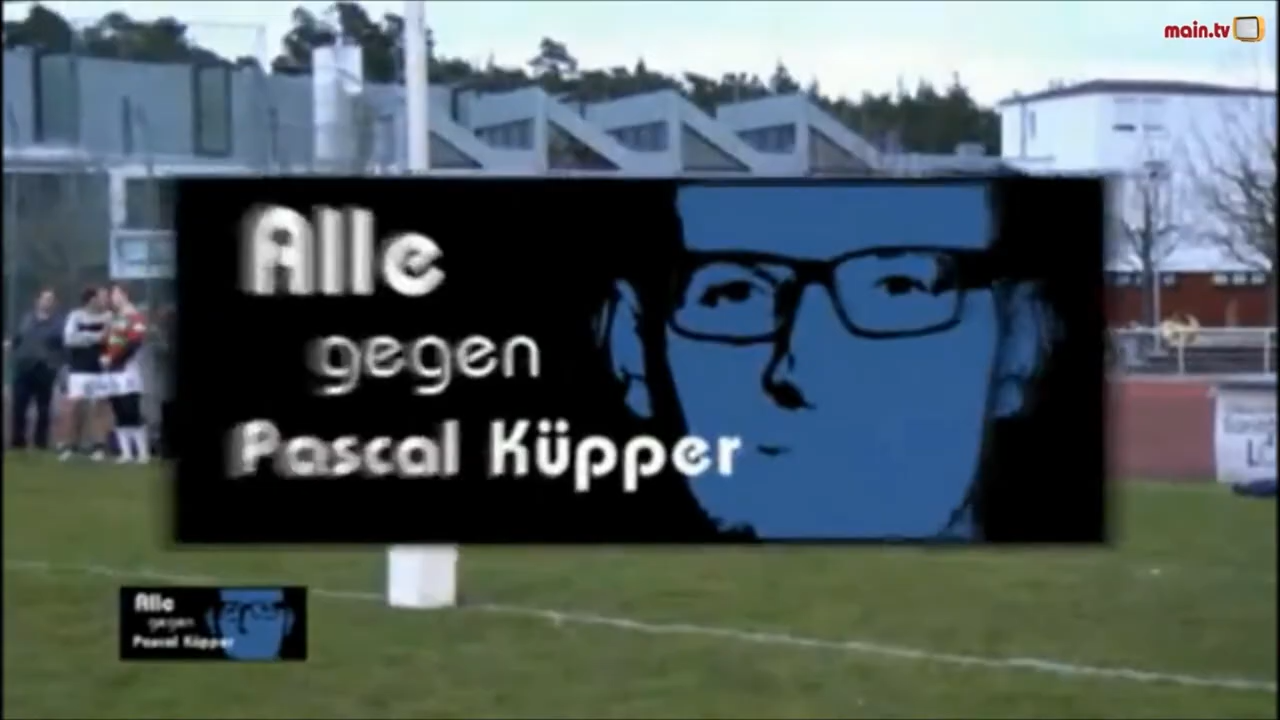 main.tv
Alle
gegen
Pascal Küpper
Alle
gegen
Pascal Küpper